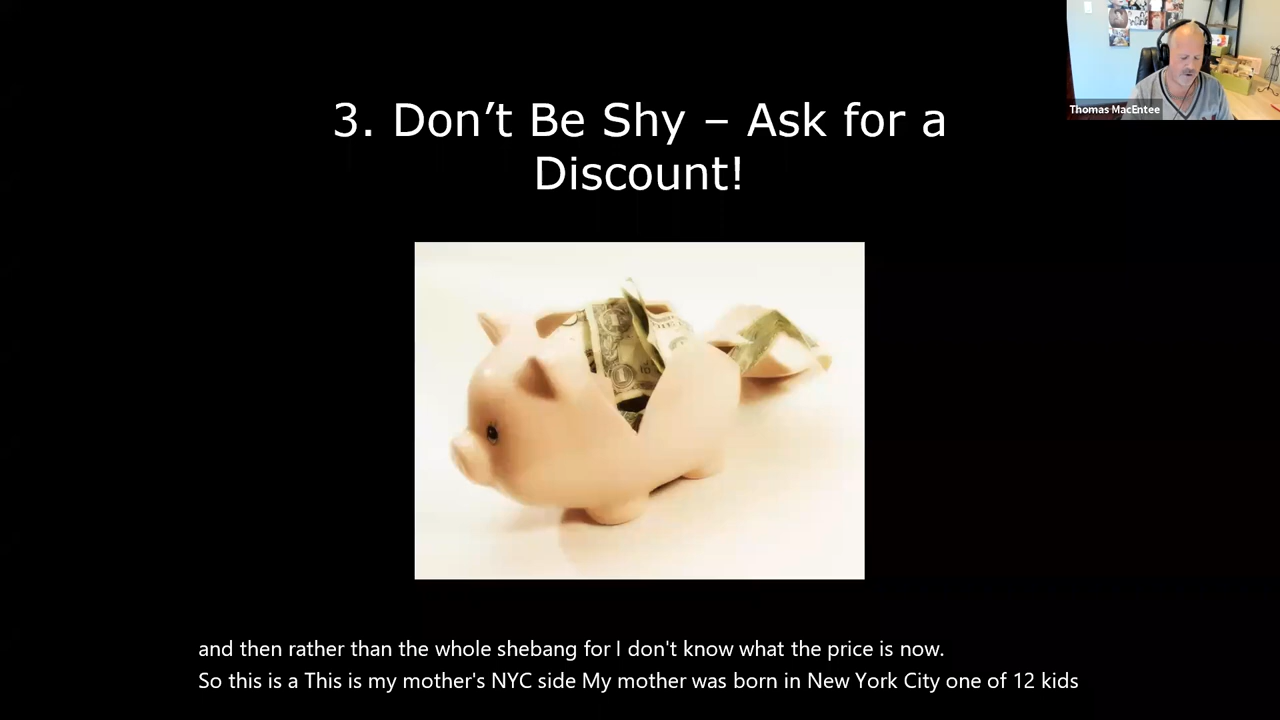 3. Don’t Be Shy – Ask for a
Discount!
Thomas MacEntee
and then rather than the whole shebang for I don't know what the price is now.
So this is a This is my mother's NYC side My mother was born in New York City one of 12 kids